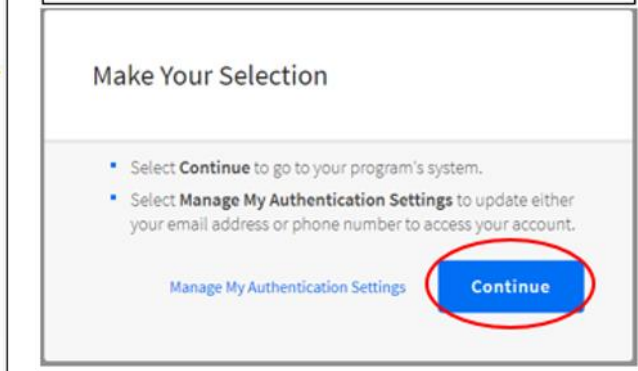 Make Your Selection
Select Continue to go to your program's system.
Select Manage My Authentication Settings to update either
your email address or phone number to access your account.
Manage My Authentication Settings
Continue